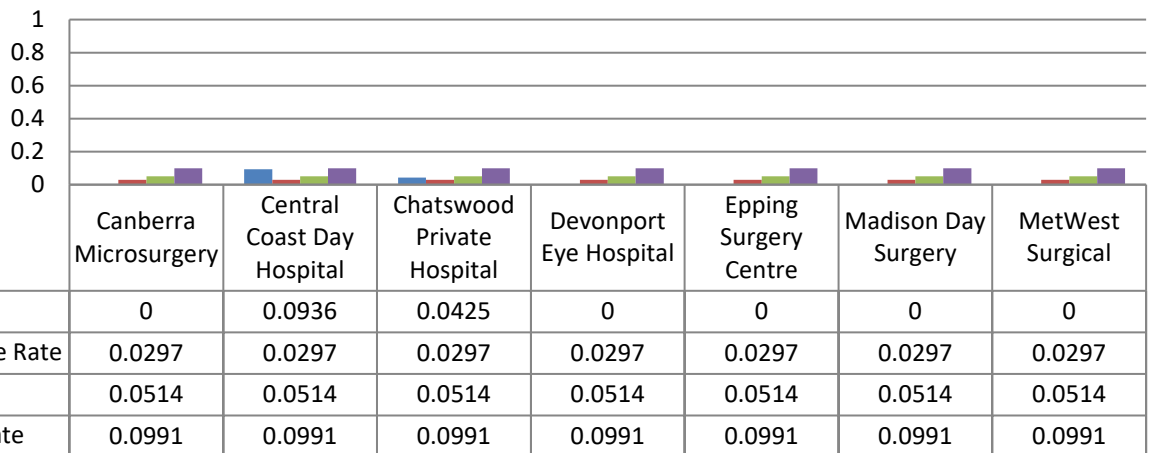 1
0.8
0.6
0.4
0.2
0
Canberra
Microsurgery
Central
Coast Day
Hospital
Chatswood
Private
Hospital
Devonport
Eye Hospital
Epping
Surgery
Centre
Madison Day
Surgery
MetWest
Surgical
0 0.0936 0.0425 0 0 0 0
Rate 0.0297 0.0297 0.0297 0.0297 0.0297 0.0297 0.0297
0.0514 0.0514 0.0514 0.0514 0.0514 0.0514 0.0514
0.0991 0.0991 0.0991 0.0991 0.0991 0.0991 0.0991